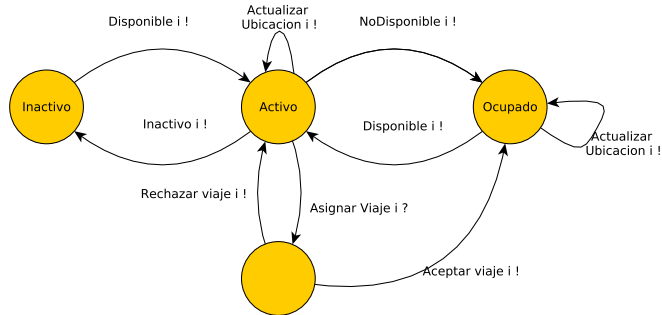 Actualizar
Ubicacion i !
Disponible i !
NoDisponible i !
Inactivo
Activo
Ocupado
Inactivo i !
Disponible i !
Actualizar
Ubicacion i !
Rechazar viaje i !
Asignar Viaje i ?
Aceptar viaje i !